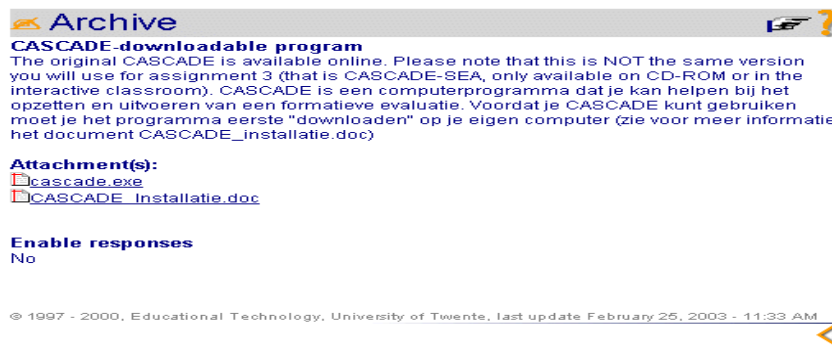 Archive
CASCADE-downloadable program
The original CASCADE is available online. Please note that this is NOT the same version
you will use for assignment 3 (that is CASCADE-SEA, only available on CD-ROM or in the
interactive classroom). CASCADE is een computerprogramma dat je kan helpen bij het
opzetten en uitvoeren van een formatieve evaluatie. Voordat je CASCADE kunt gebruiken
moet je het programma eerste "downloaden" op je eigen computer (zie voor meer informatie
het document CASCADE_installatie.doc)
Attachment(s):
cascade.exe
CASCADE_Installatie.doc
Enable responses
No
© 1997 - 2000, Educational Technology, University of Twente, last update February 25, 2003 - 11:33 AM